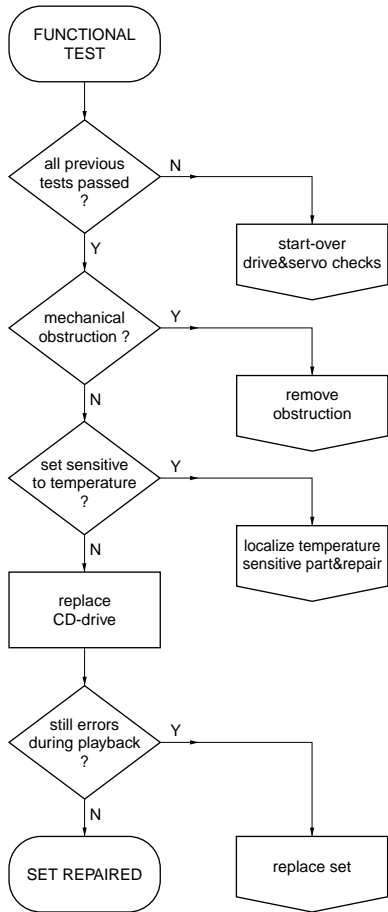 FUNCTIONAL
TEST
all previous
tests passed
?
N
start-over
drive&servo checks
Y
mechanical
obstruction ?
Y
remove
obstruction
N
set sensitive
to temperature
?
Y
localize temperature
sensitive part&repair
N
replace
CD-drive
still errors
during playback
?
Y
replace set
N
SET REPAIRED